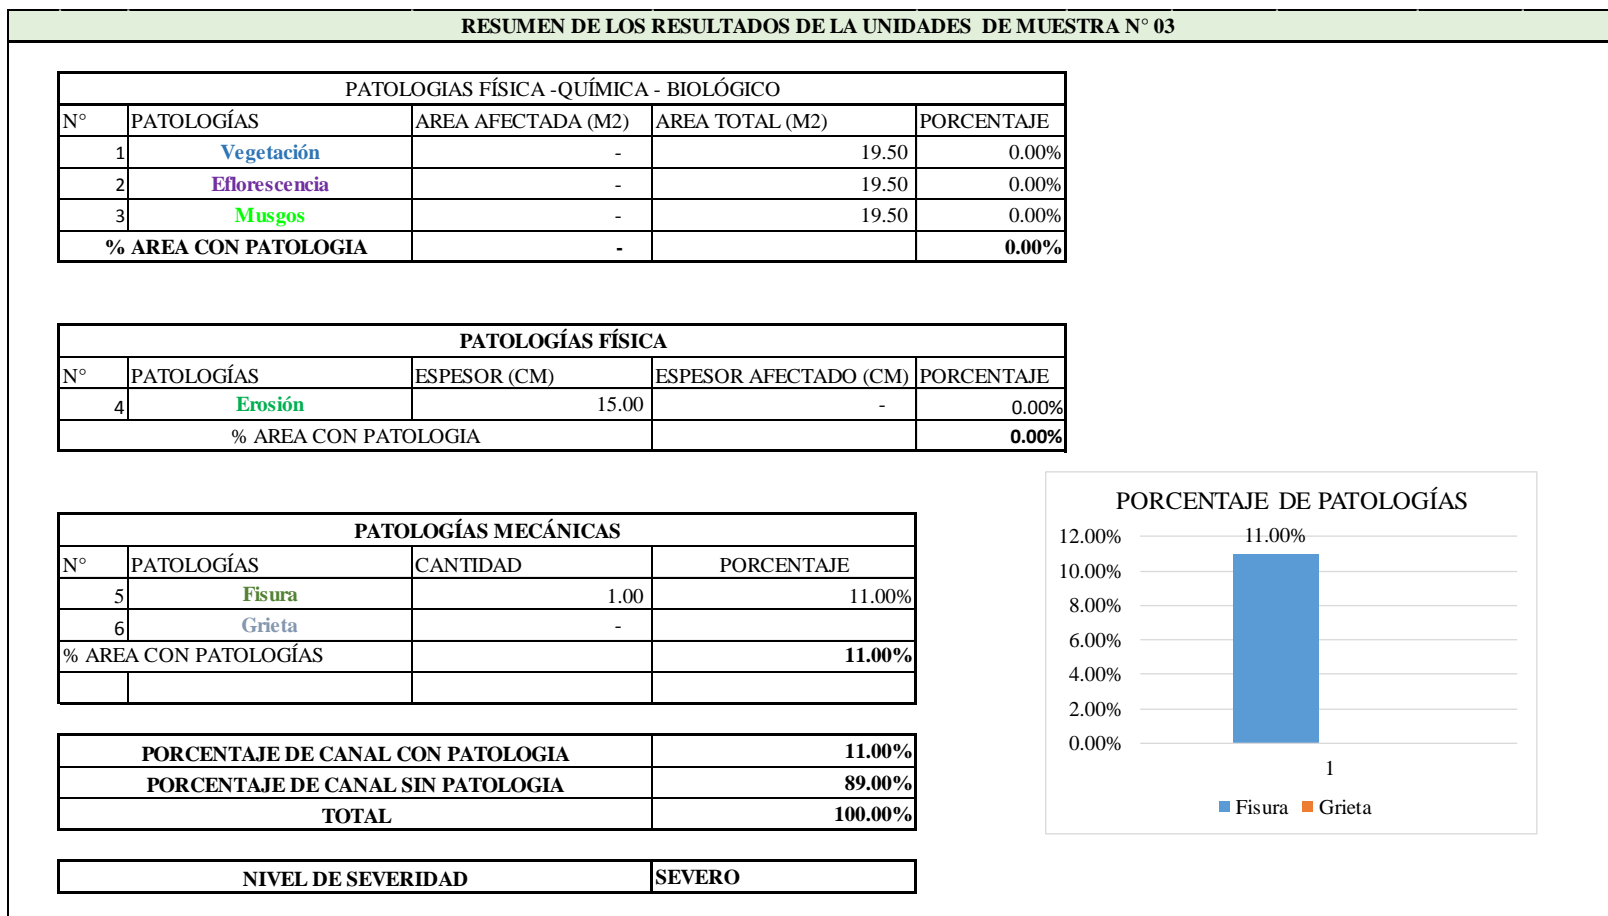 RESUMEN DE LOS RESULTADOS DE LA UNIDADES DE MUESTRA N° 03
PATOLOGIAS FÍSICA -QUÍMICA - BIOLÓGICO
N° PATOLOGÍAS AREA AFECTADA (M2) AREA TOTAL (M2) PORCENTAJE
1 Vegetación - 19.50 0.00%
2 Eflorescencia - 19.50 0.00%
3 Musgos - 19.50 0.00%
% AREA CON PATOLOGIA - 0.00%
PATOLOGÍAS FÍSICA
N° PATOLOGÍAS ESPESOR (CM) ESPESOR AFECTADO (CM) PORCENTAJE
4 Erosión 15.00 - 0.00%
% AREA CON PATOLOGIA 0.00%
PATOLOGÍAS MECÁNICAS
N° PATOLOGÍAS CANTIDAD PORCENTAJE
5 Fisura 1.00 11.00%
6 Grieta -
% AREA CON PATOLOGÍAS 11.00%
PORCENTAJE DE CANAL CON PATOLOGIA 11.00%
PORCENTAJE DE CANAL SIN PATOLOGIA 89.00%
TOTAL 100.00%
NIVEL DE SEVERIDAD SEVERO
PORCENTAJE DE PATOLOGÍAS
12.00%
11.00%
10.00%
8.00%
6.00%
4.00%
2.00%
0.00%
1
Fisura Grieta